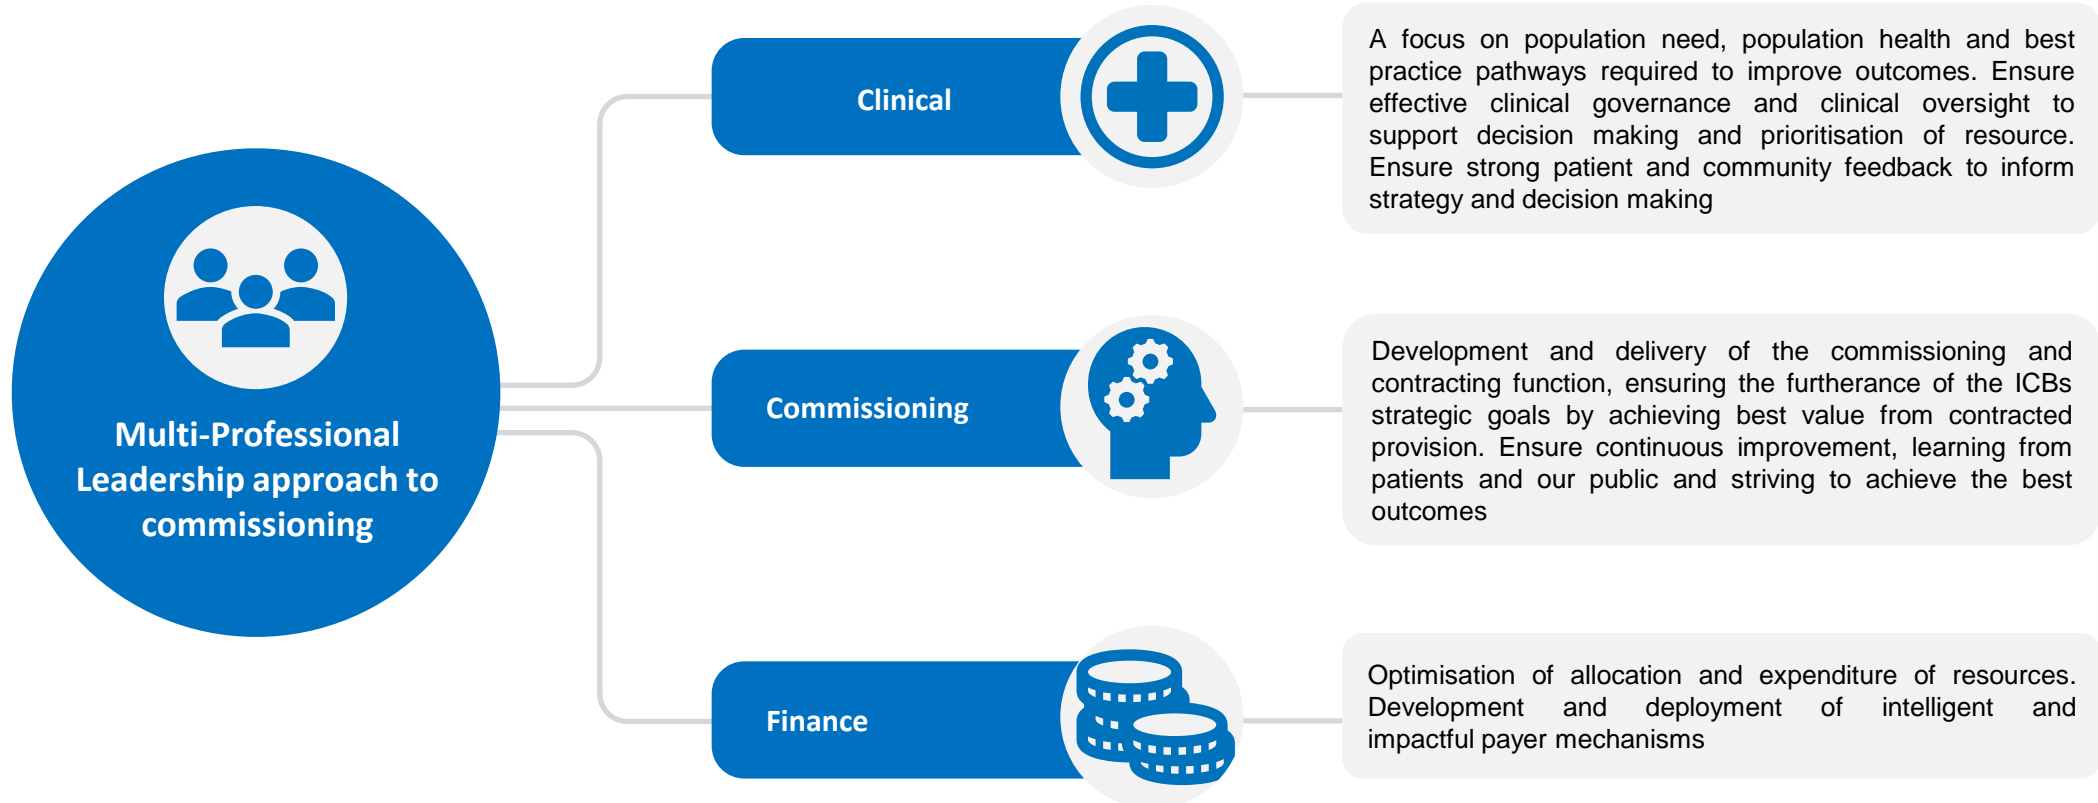 Multi-Professional
Leadership approach to
commissioning
Clinical
A focus on population need, population health and best
practice pathways required to improve outcomes. Ensure
effective clinical governance and clinical oversight to
support decision making and prioritisation of resource.
Ensure strong patient and community feedback to inform
strategy and decision making
Commissioning
Development and delivery of the commissioning and
contracting function, ensuring the furtherance of the ICBs
strategic goals by achieving best value from contracted
provision. Ensure continuous improvement, learning from
patients and our public and striving to achieve the best
outcomes
Finance
Optimisation of allocation and expenditure of resources.
Development and deployment of intelligent and
impactful payer mechanisms